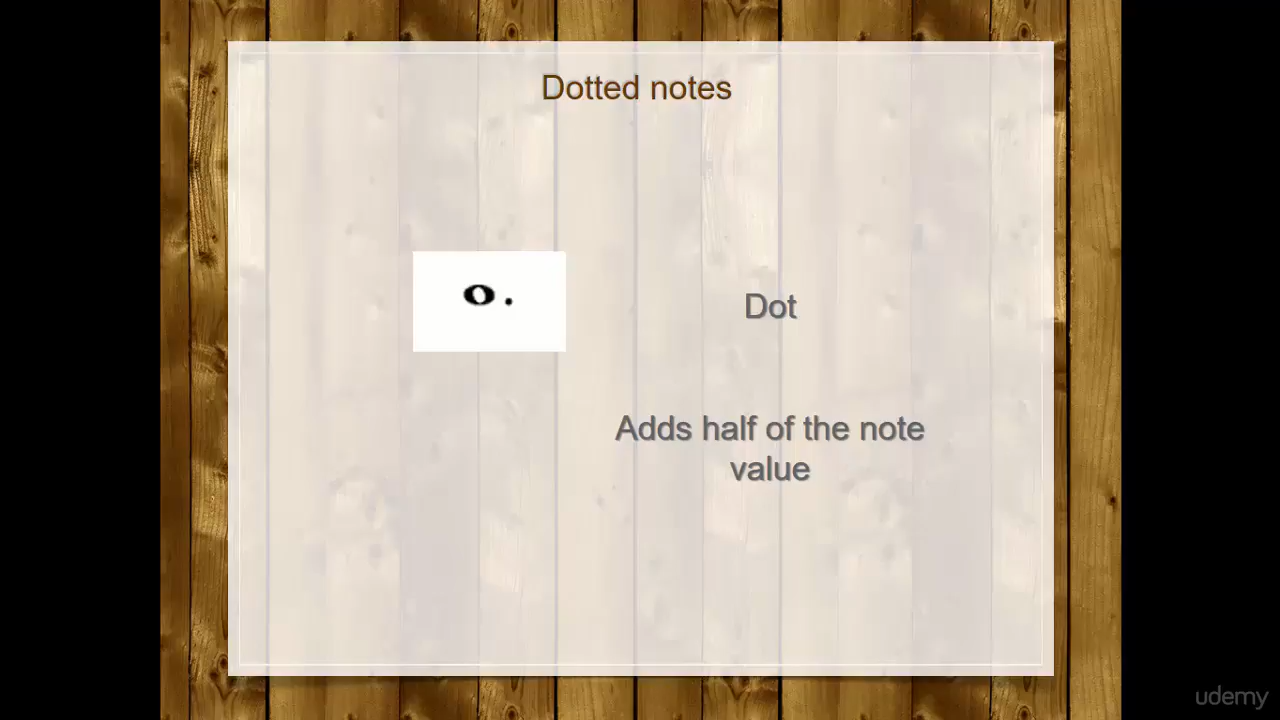 Dotted notes
Dot
Adds half of the note
value
udemy